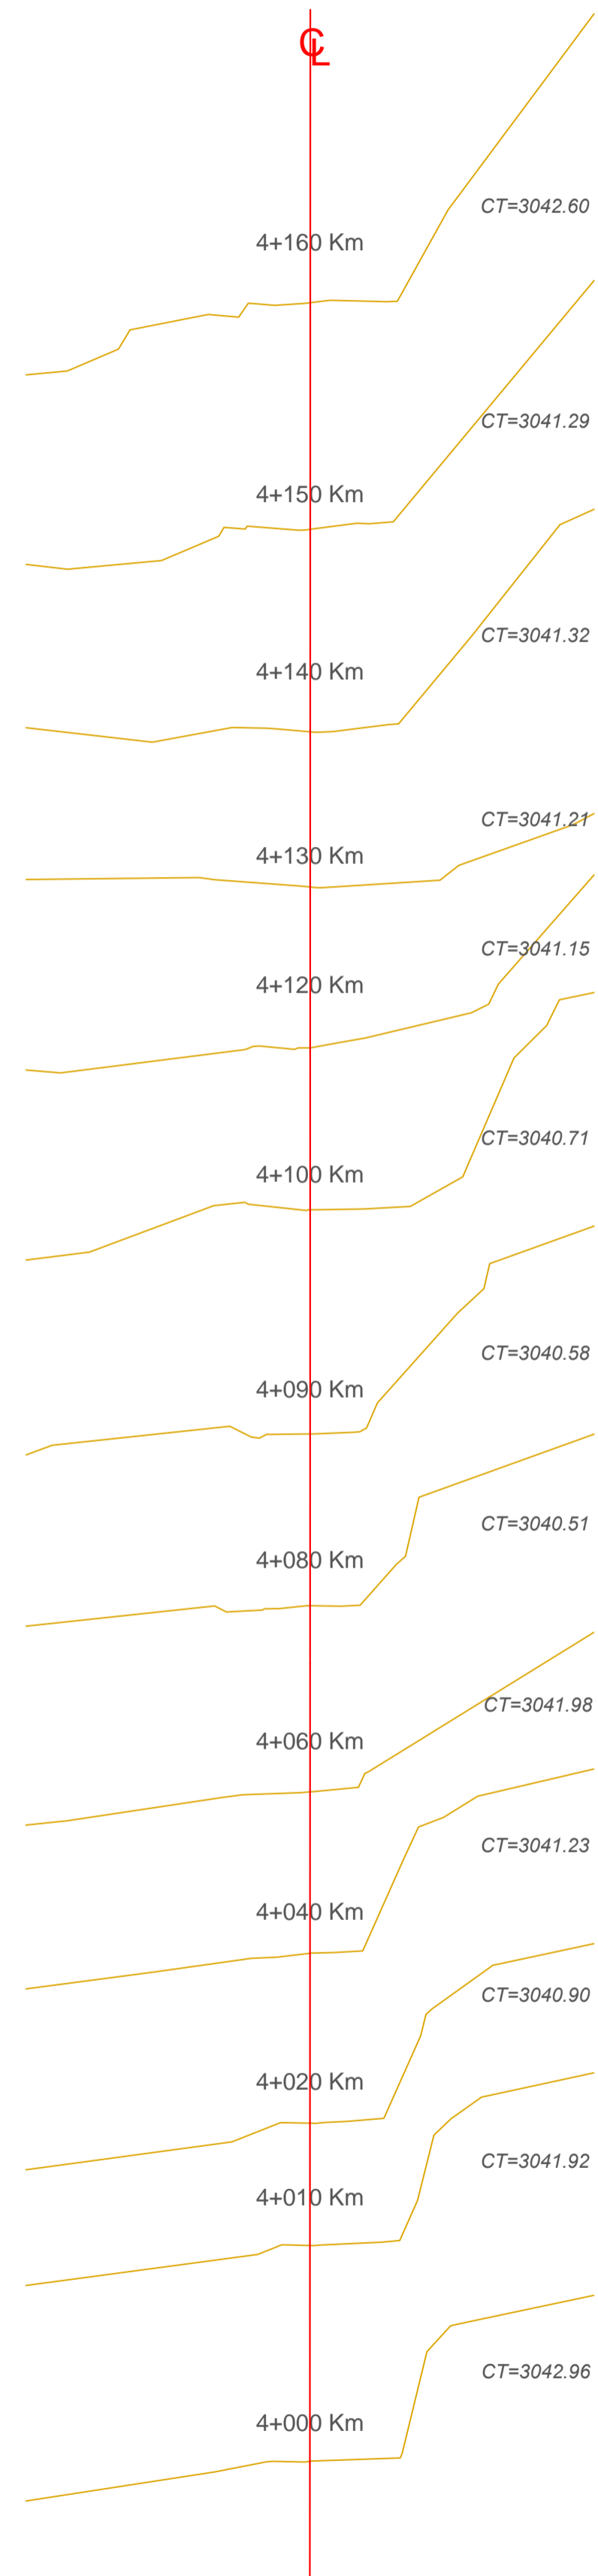 CL
CT=3042.60
4+160 Km
CT=3041.29
4+150 Km
CT=3041.32
4+140 Km
CT=3041.21
4+130 Km
CT=3041.15
4+120 Km
CT=3040.71
4+100 Km
CT=3040.58
4+090 Km
CT=3040.51
4+080 Km
CT=3041.98
4+060 Km
CT=3041.23
4+040 Km
CT=3040.90
4+020 Km
CT=3041.92
4+010 Km
CT=3042.96
4+000 Km